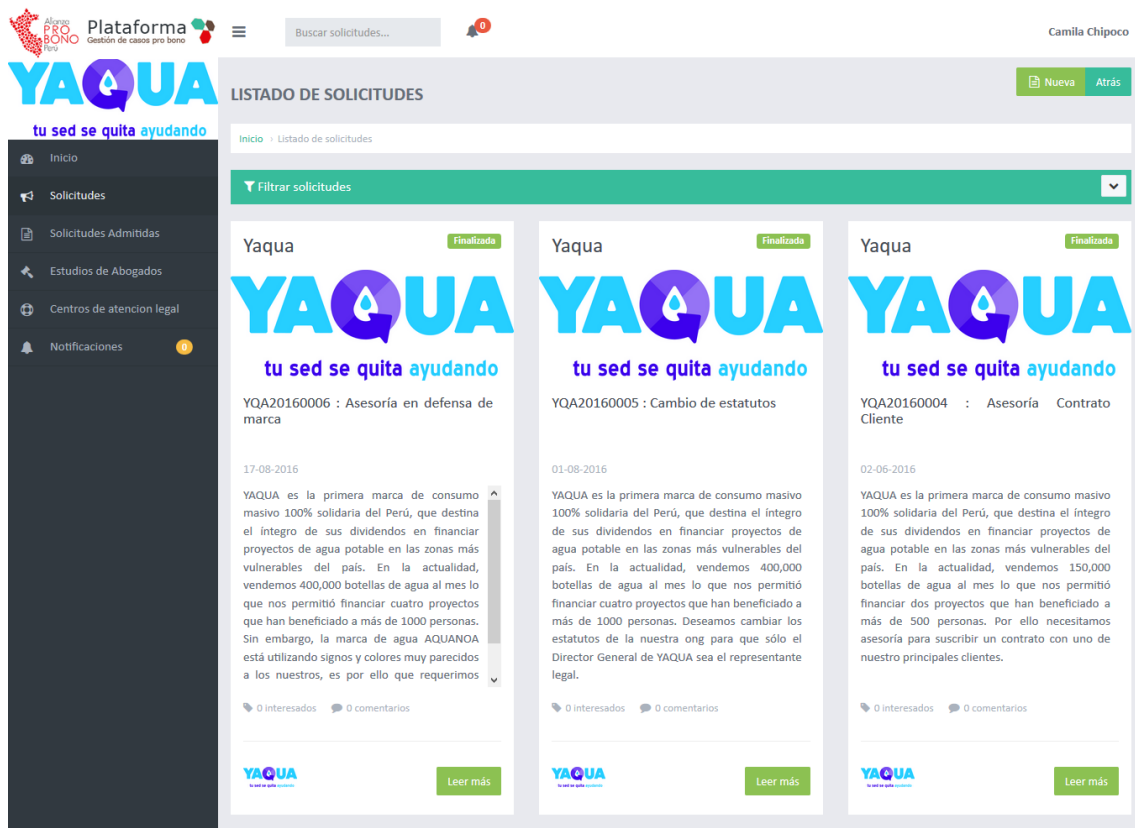 Alianza
PRO
BONO
Perú
Plataforma
Gestión de casos pro bono
Buscar solicitudes...
0
Camila Chipoco
YAQUA
tu sed se quita ayudando
Inicio
Solicitudes
Solicitudes Admitidas
Estudios de Abogados
Centros de atencion legal
Notificaciones 0
LISTADO DE SOLICITUDES
Nueva Atrás
Inicio > Listado de solicitudes
Filtrar solicitudes
Yaqua Finalizada
YAQUA
tu sed se quita ayudando
YQA20160006 : Asesoría en defensa de
marca
17-08-2016
YAQUA es la primera marca de consumo
masivo 100% solidaria del Perú, que destina
el íntegro de sus dividendos en financiar
proyectos de agua potable en las zonas más
vulnerables del país. En la actualidad,
vendemos 400,000 botellas de agua al mes lo
que nos permitió financiar cuatro proyectos
que han beneficiado a más de 1000 personas.
Sin embargo, la marca de agua AQUANOA
está utilizando signos y colores muy parecidos
a los nuestros, es por ello que requerimos
0 interesados 0 comentarios
YAQUA
tu sed se quita ayudando
Leer más
Yaqua Finalizada
YAQUA
tu sed se quita ayudando
YQA20160005 : Cambio de estatutos
01-08-2016
YAQUA es la primera marca de consumo masivo
100% solidaria del Perú, que destina el íntegro
de sus dividendos en financiar proyectos de
agua potable en las zonas más vulnerables del
país. En la actualidad, vendemos 400,000
botellas de agua al mes lo que nos permitió
financiar cuatro proyectos que han beneficiado a
más de 1000 personas. Deseamos cambiar los
estatutos de la nuestra ong para que sólo el
Director General de YAQUA sea el representante
legal.
0 interesados 0 comentarios
YAQUA
tu sed se quita ayudando
Leer más
Yaqua Finalizada
YAQUA
tu sed se quita ayudando
YQA20160004 : Asesoría Contrato
Cliente
02-06-2016
YAQUA es la primera marca de consumo masivo
100% solidaria del Perú, que destina el íntegro
de sus dividendos en financiar proyectos de
agua potable en las zonas más vulnerables del
país. En la actualidad, vendemos 150,000
botellas de agua al mes lo que nos permitió
financiar dos proyectos que han beneficiado a
más de 500 personas. Por ello necesitamos
asesoría para suscribir un contrato con uno de
nuestro principales clientes.
0 interesados 0 comentarios
YAQUA
tu sed se quita ayudando
Leer más